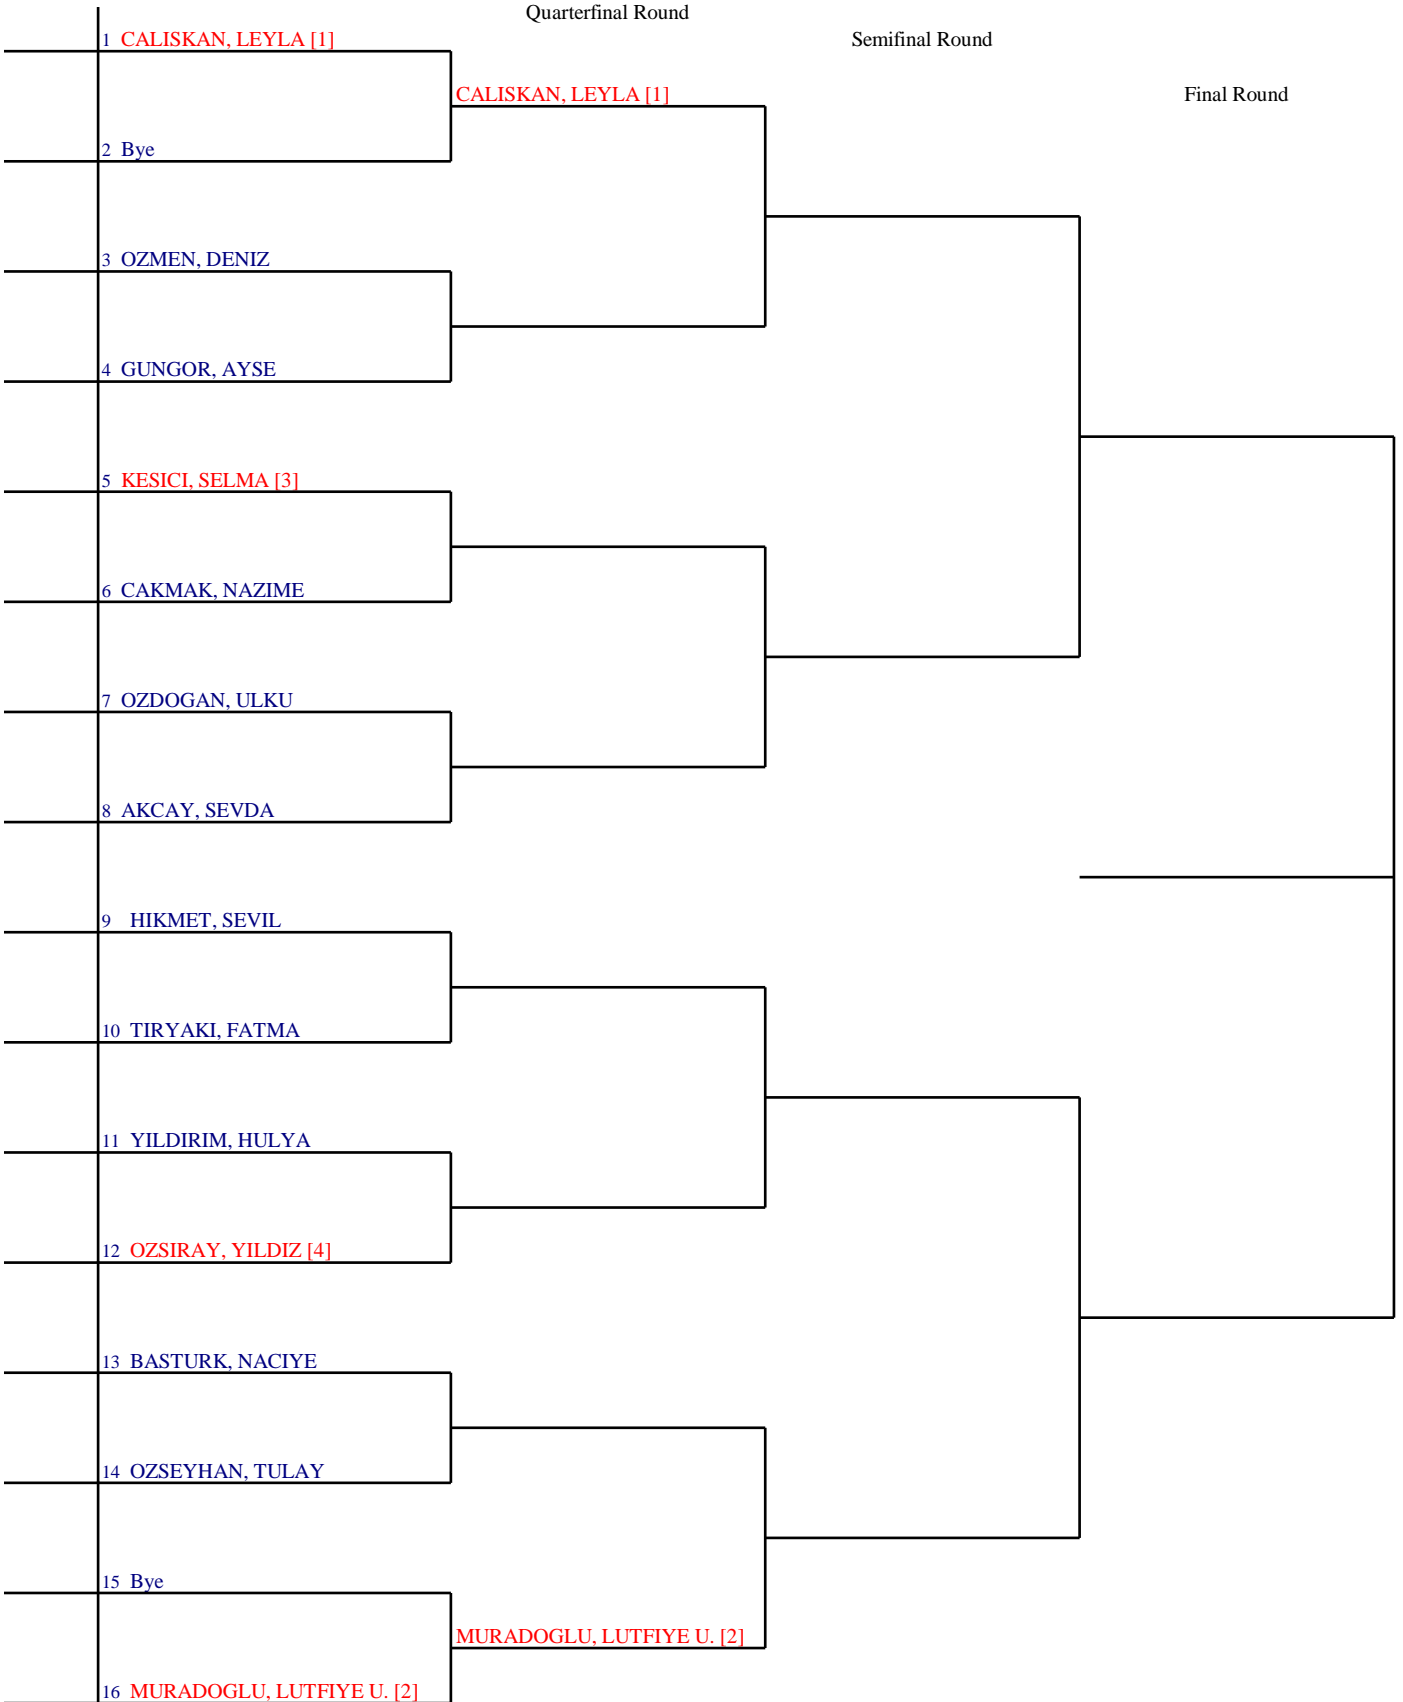 Quarterfinal Round
1 CALISKAN, LEYLA [1]
Semifinal Round
CALISKAN, LEYLA [1]
Final Round
2 Bye
3 OZMEN, DENIZ
4 GUNGOR, AYSE
5 KESICI, SELMA [3]
6 CAKMAK, NAZIME
7 OZDOGAN, ULKU
8 AKCAY, SEVDA
9 HIKMET, SEVIL
10 TIRYAKI, FATMA
11 YILDIRIM, HULYA
12 OZSIRAY, YILDIZ [4]
13 BASTURK, NACIYE
14 OZSEYHAN, TULAY
15 Bye
MURADOGLU, LUTFIYE U. [2]
16 MURADOGLU, LUTFIYE U. [2]